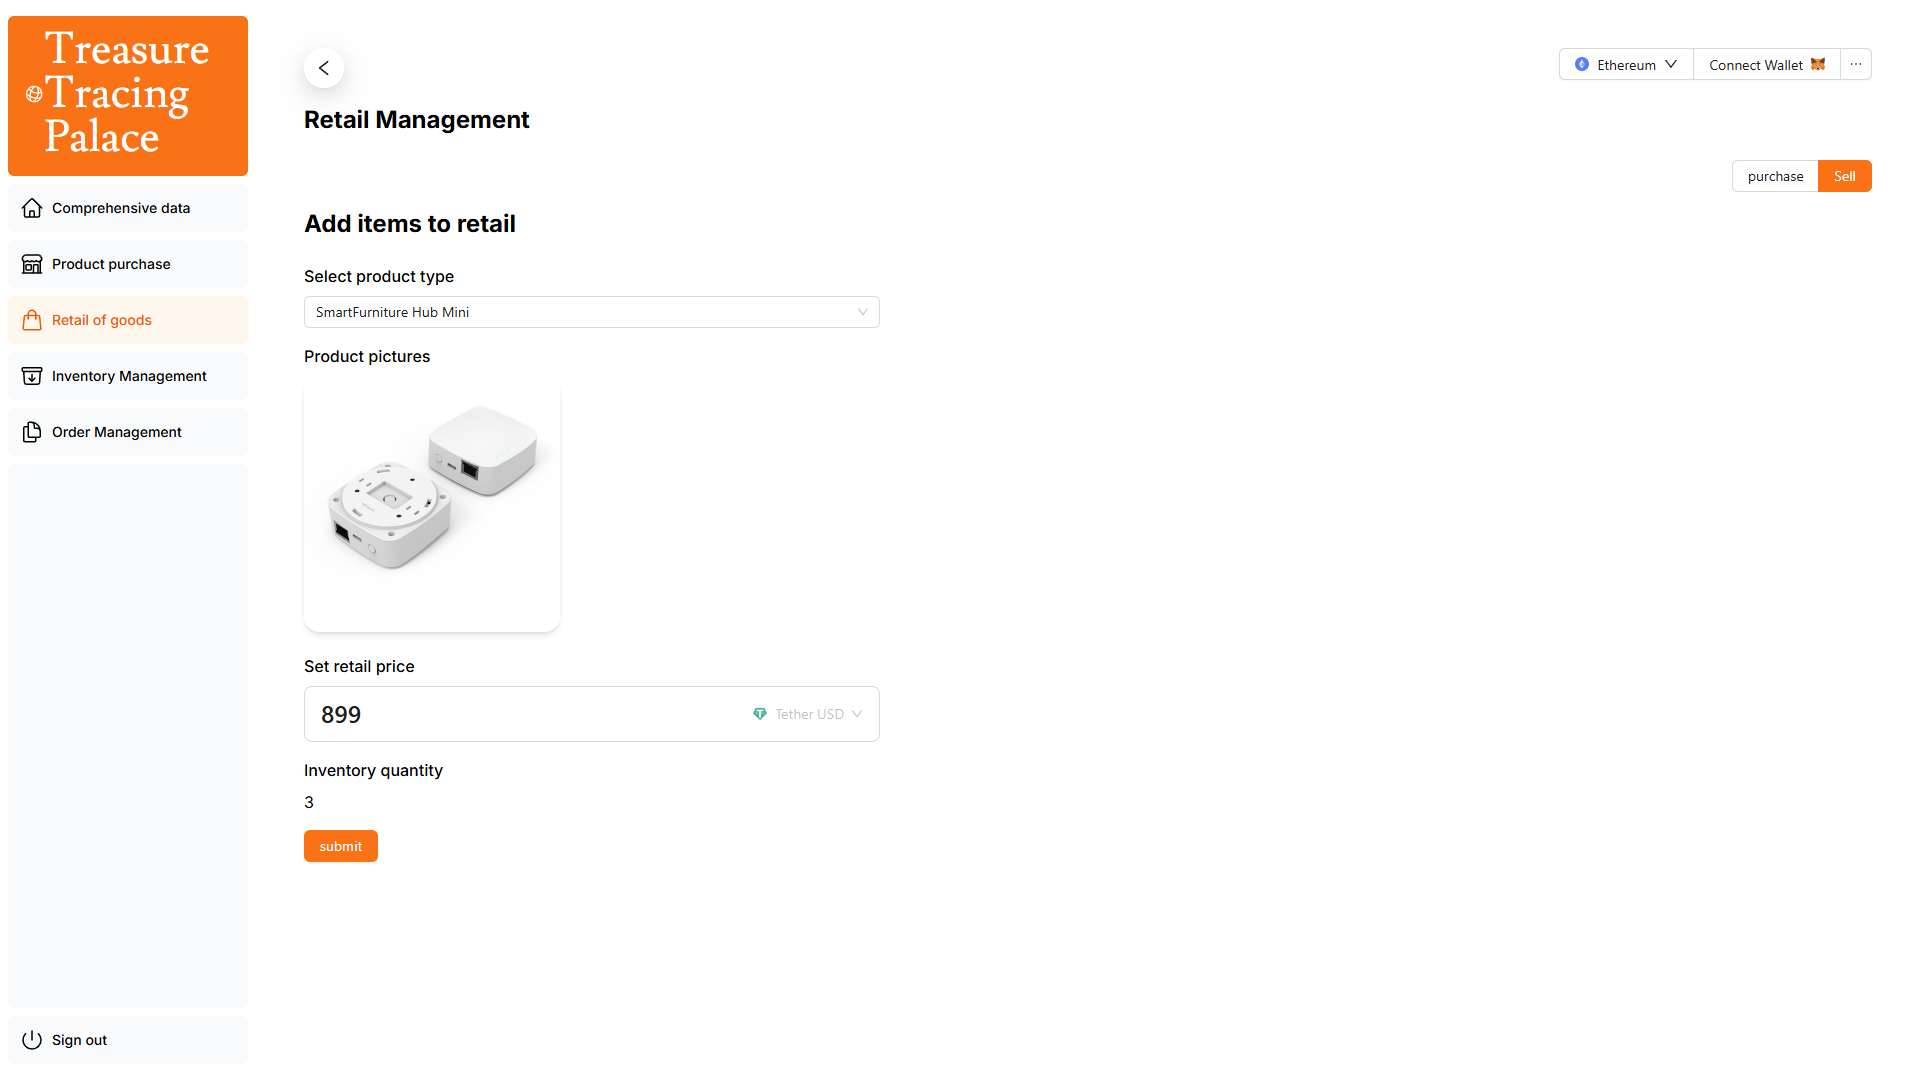 Treasure
Tracing
Palace
Comprehensive data
Product purchase
Retail of goods
Inventory Management
Order Management
Sign out
Ethereum
Connect Wallet
...
Retail Management
purchase
Sell
Add items to retail
Select product type
SmartFurniture Hub Mini
Product pictures
Set retail price
899
Tether USD
Inventory quantity
3
submit